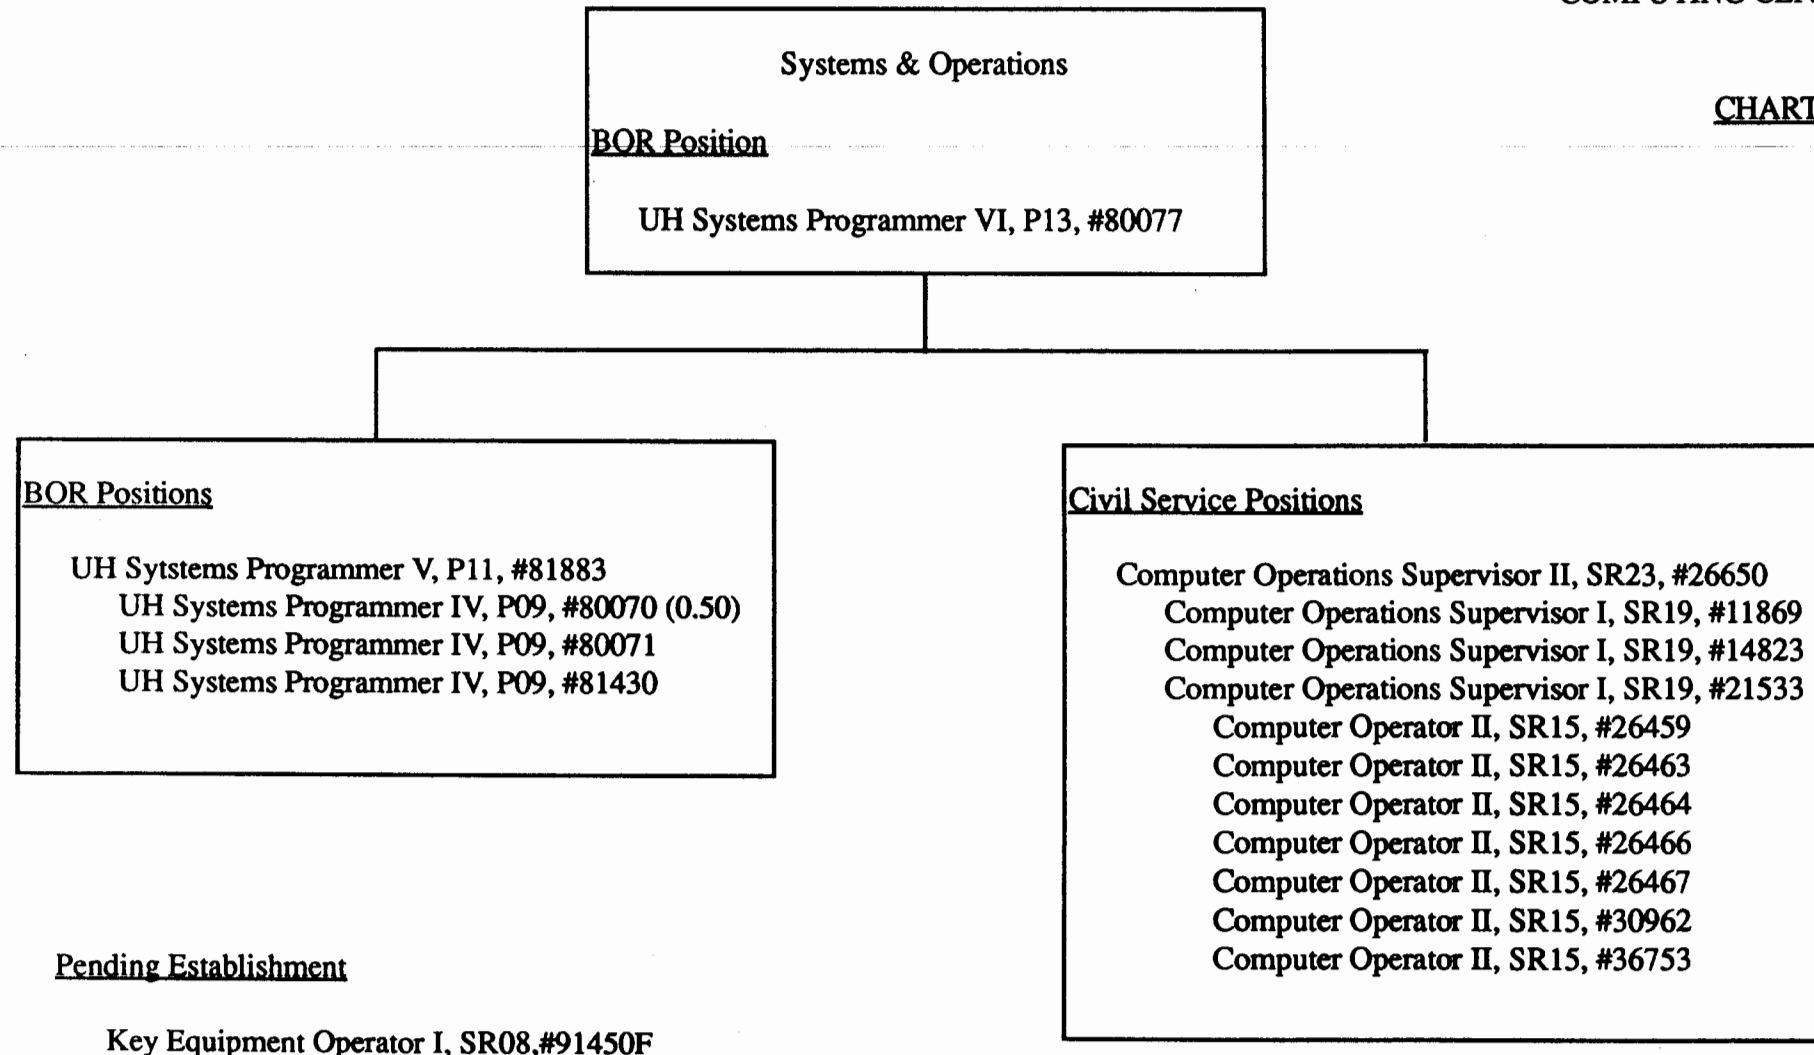 CHART
Systems & Operations
BOR Position
UH Systems Programmer VI, P13, #80077
BOR Positions
UH Sytstems Programmer V, P11, #81883
UH Systems Programmer IV, P09, #80070 (0.50)
UH Systems Programmer IV, P09, #80071
UH Systems Programmer IV, P09, #81430
Civil Service Positions
Computer Operations Supervisor II, SR23, #26650
Computer Operations Supervisor I, SR19, #11869
Computer Operations Supervisor I, SR19, #14823
Computer Operations Supervisor I, SR19, #21533
Computer Operator II, SR15, #26459
Computer Operator II, SR15, #26463
Computer Operator II, SR15, #26464
Computer Operator II, SR15, #26466
Computer Operator II, SR15, #26467
Computer Operator II, SR15, #30962
Computer Operator II, SR15, #36753
Pending Establishment
Key Equipment Operator I, SR08,#91450F